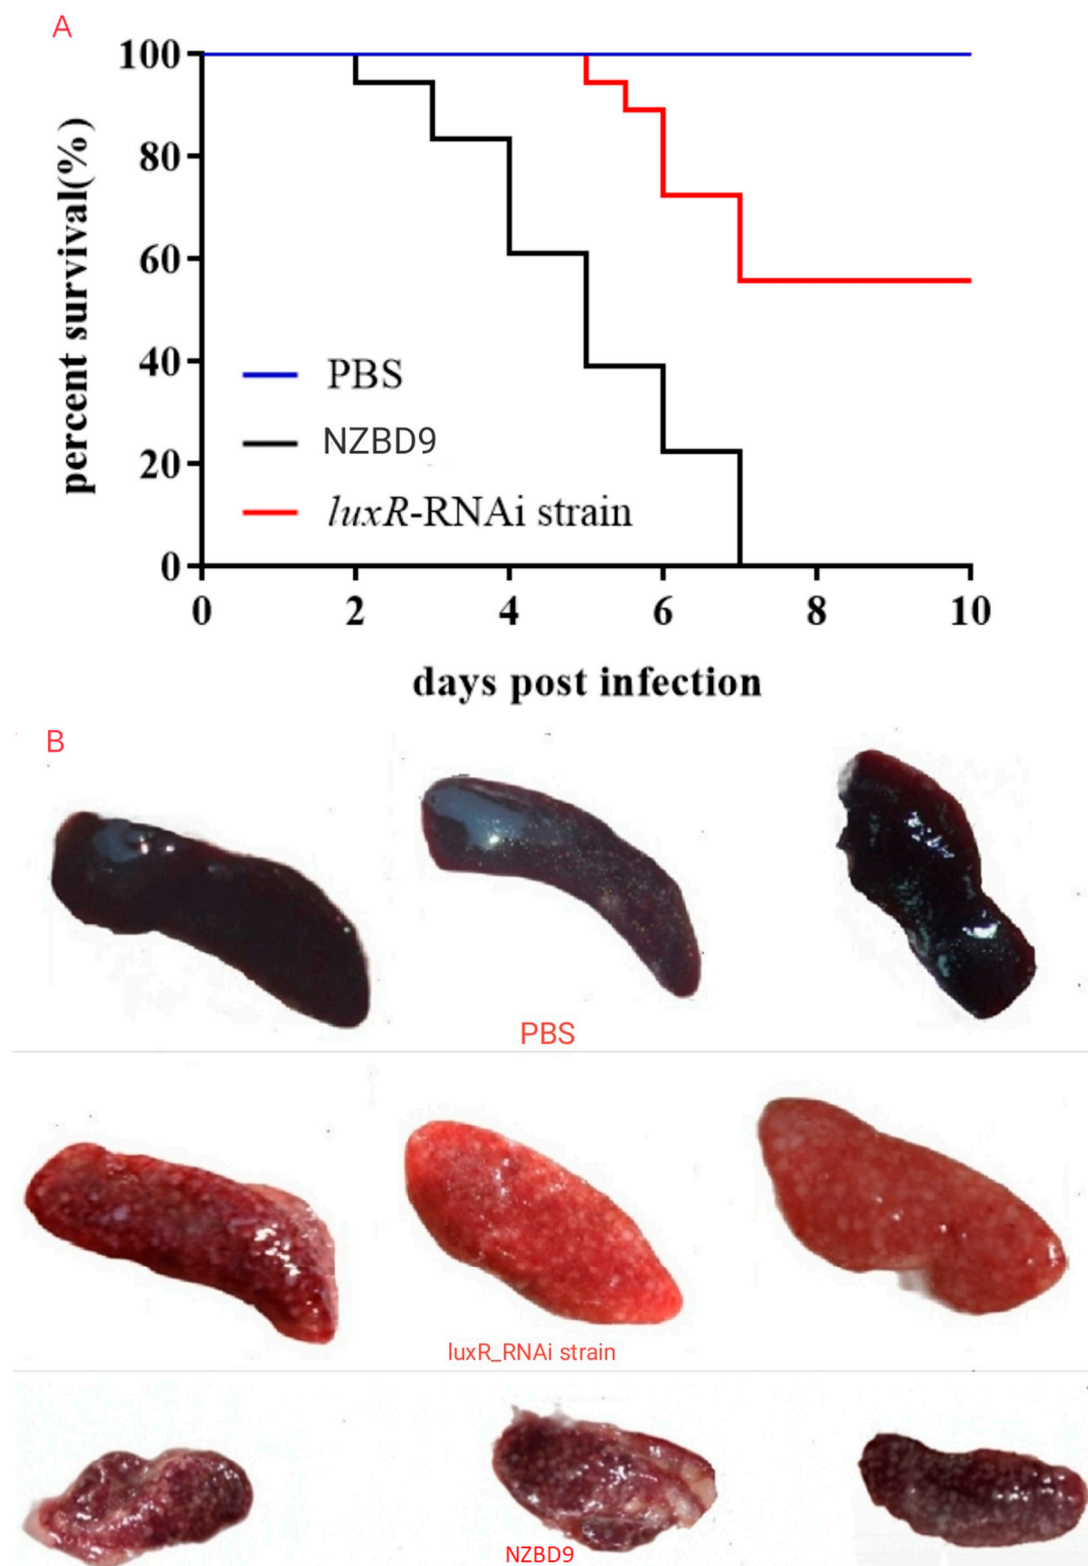 A
100
80
60
40
20
0
percent survival(%)
PBS
NZBD9
luxR-RNAi strain
0 2 4 6 8 10
days post infection
B
PBS
luxR_RNAi strain
NZBD9